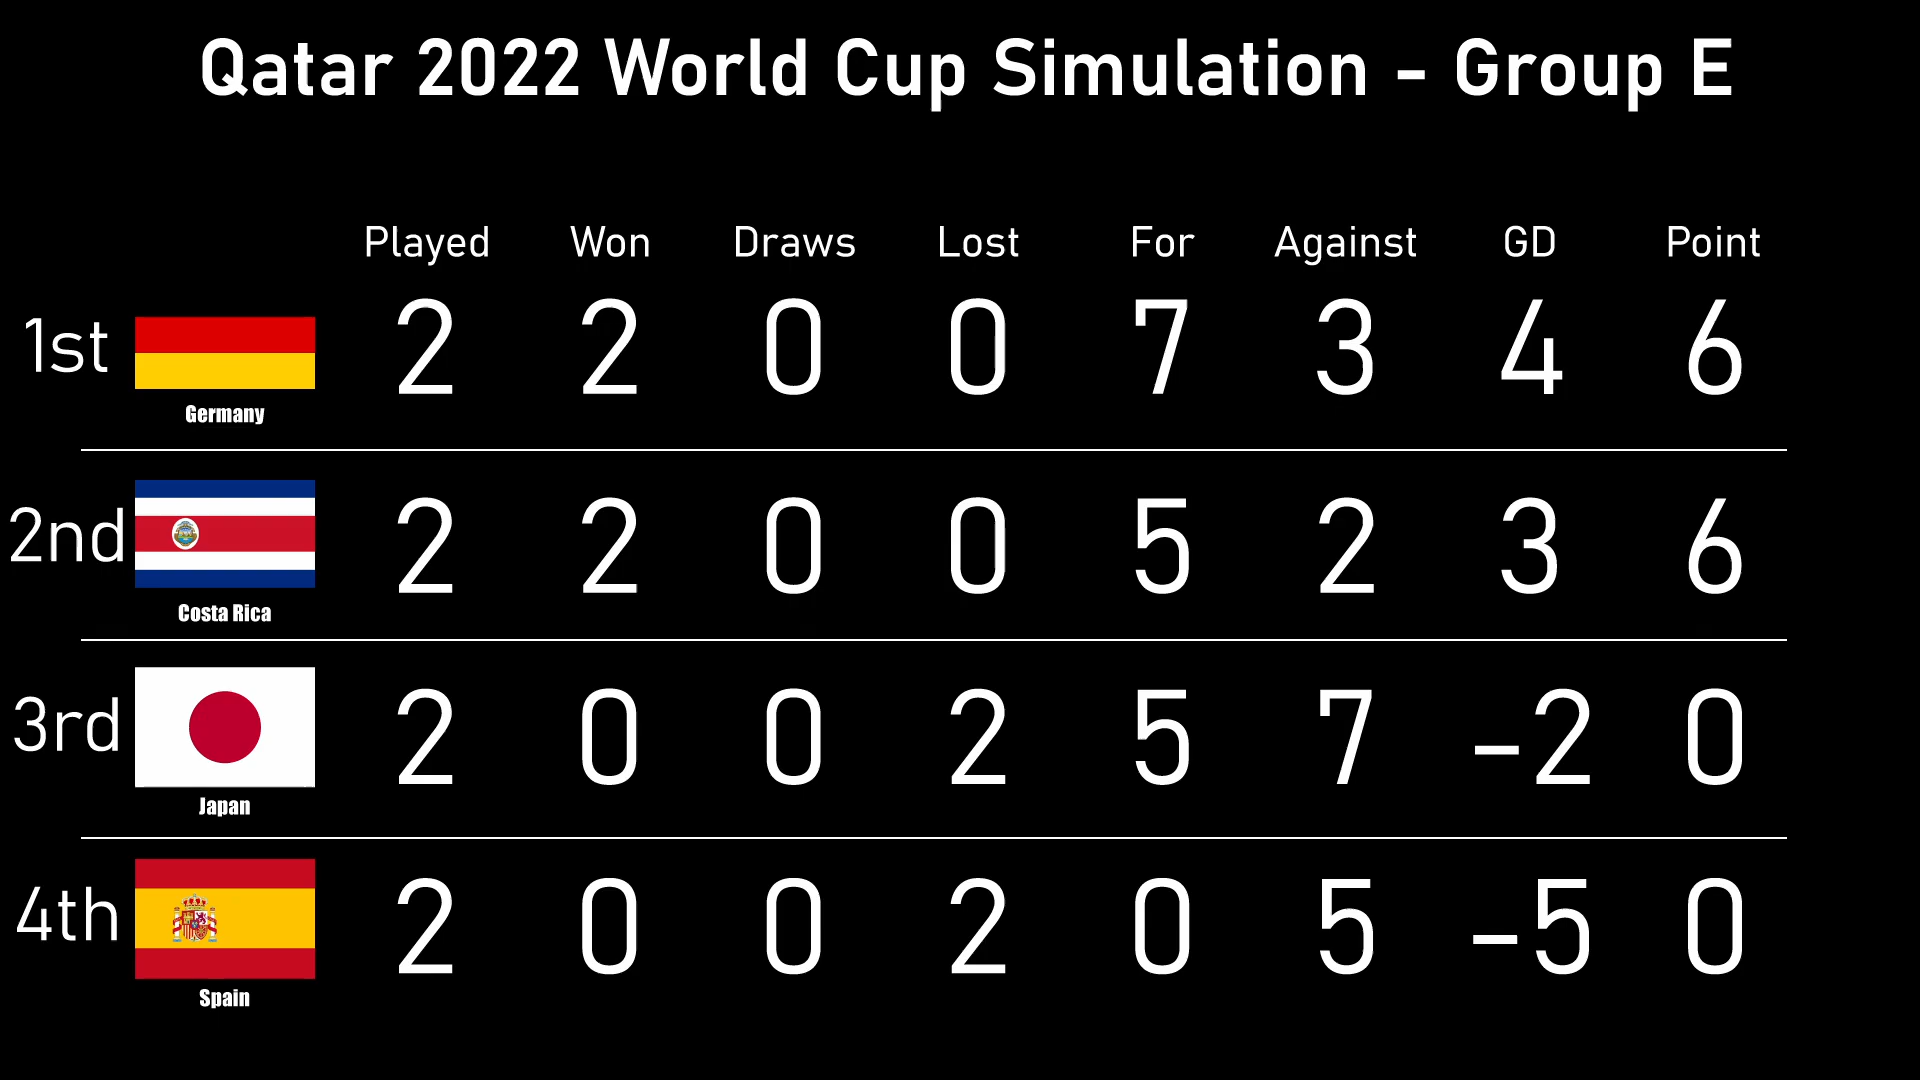 Qatar 2022 World Cup Simulation - Group E
Played Won Draws Lost For Against GD Point
1st 2 2 0 0 7 3 4 6
Germany
2nd 2 2 0 0 5 2 3 6
Costa Rica
3rd 2 0 0 2 5 7 -2 0
Japan
4th 2 0 0 2 0 5 -5 0
Spain